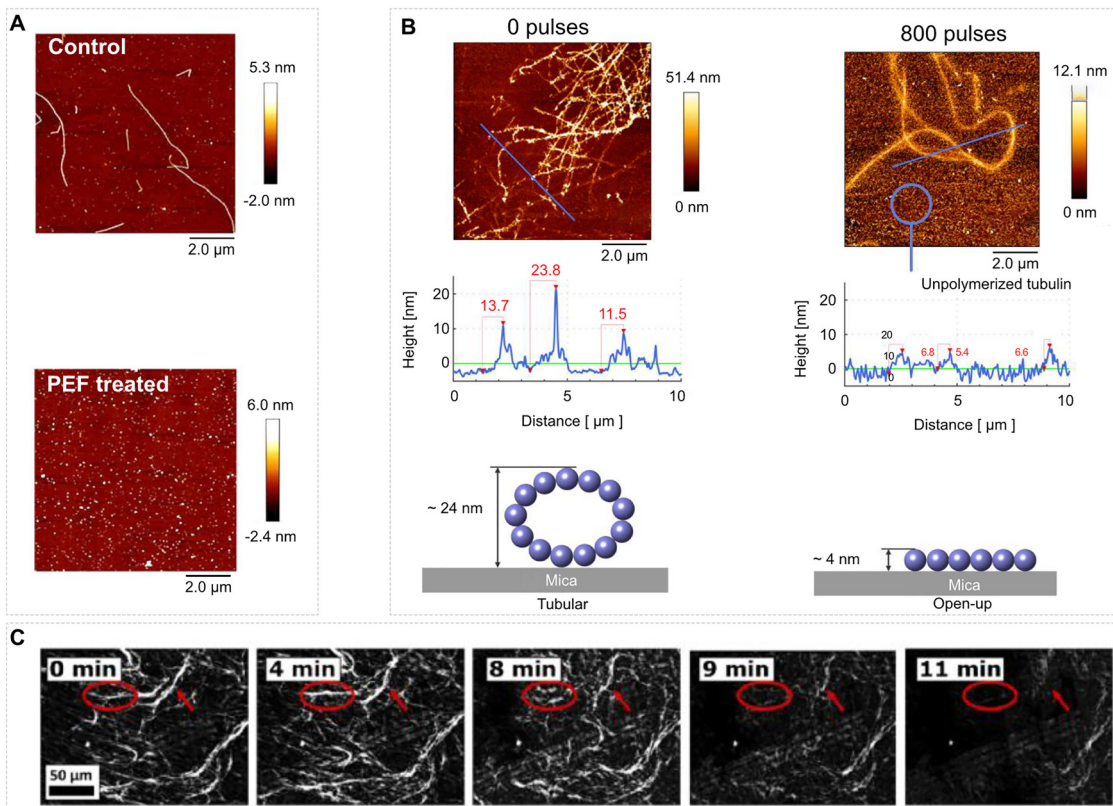 A
Control
5.3 nm
-2.0 nm
2.0 µm
PEF treated
6.0 nm
-2.4 nm
2.0 µm
B
0 pulses
51.4 nm
0 nm
2.0 µm
Height [nm]
20
10
0
13.7
23.8
11.5
0
5
10
Distance [ µm ]
~ 24 nm
Mica
Tubular
800 pulses
12.1 nm
0 nm
2.0 µm
Unpolymerized tubulin
Height [nm]
20
10
0
20
10
0
6.8
5.4
6.6
0
5
10
Distance [ µm ]
~ 4 nm
Mica
Open-up
C
0 min
50 µm
4 min
8 min
9 min
11 min